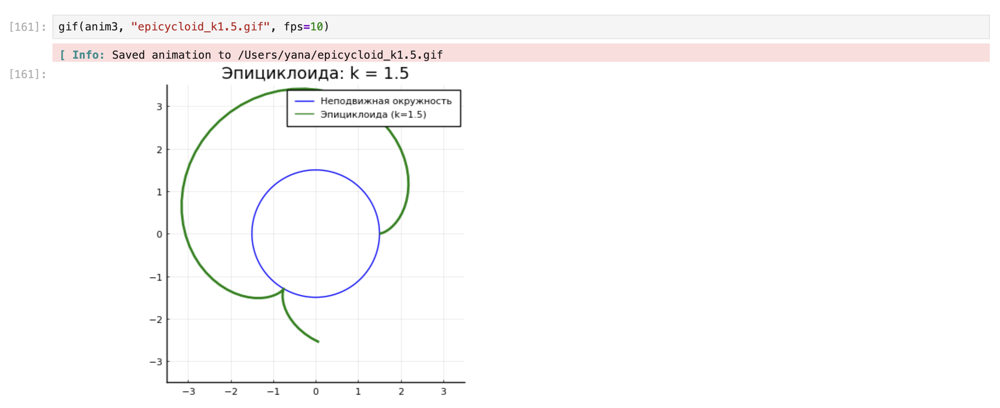 [161]: gif(anim3, "epicycloid_k1.5.gif", fps=10)
[ Info: Saved animation to /Users/yana/epicycloid_k1.5.gif
[161]:
Эпициклоида: k = 1.5
Неподвижная окружность
Эпициклоида (k=1.5)
3
2
1
0
−1
−2
−3
−3 −2 −1 0 1 2 3